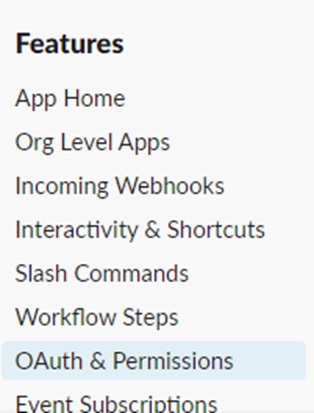 Features
App Home
Org Level Apps
Incoming Webhooks
Interactivity & Shortcuts
Slash Commands
Workflow Steps
OAuth & Permissions
Event Subscriptions